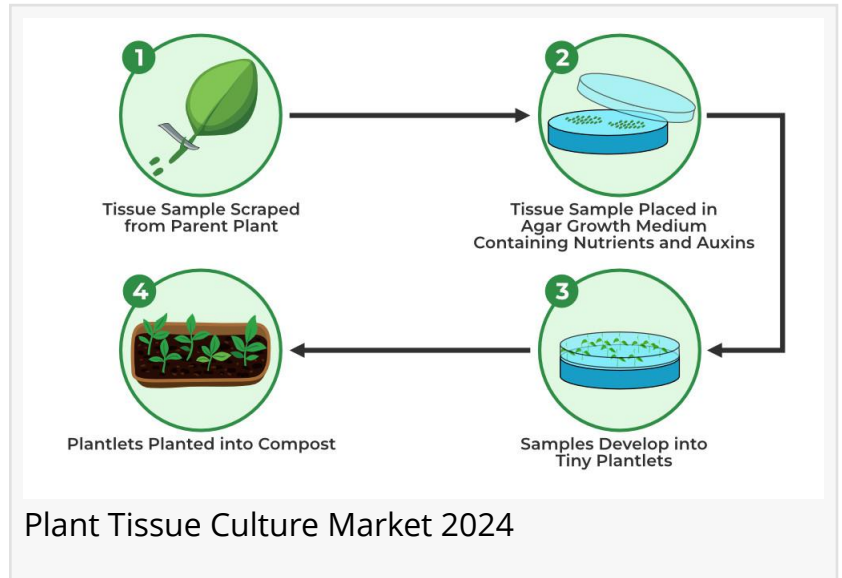 1
Tissue Sample Scraped
from Parent Plant
2
Tissue Sample Placed in
Agar Growth Medium
Containing Nutrients and Auxins
3
Samples Develop into
Tiny Plantlets
4
Plantlets Planted into Compost
Plant Tissue Culture Market 2024